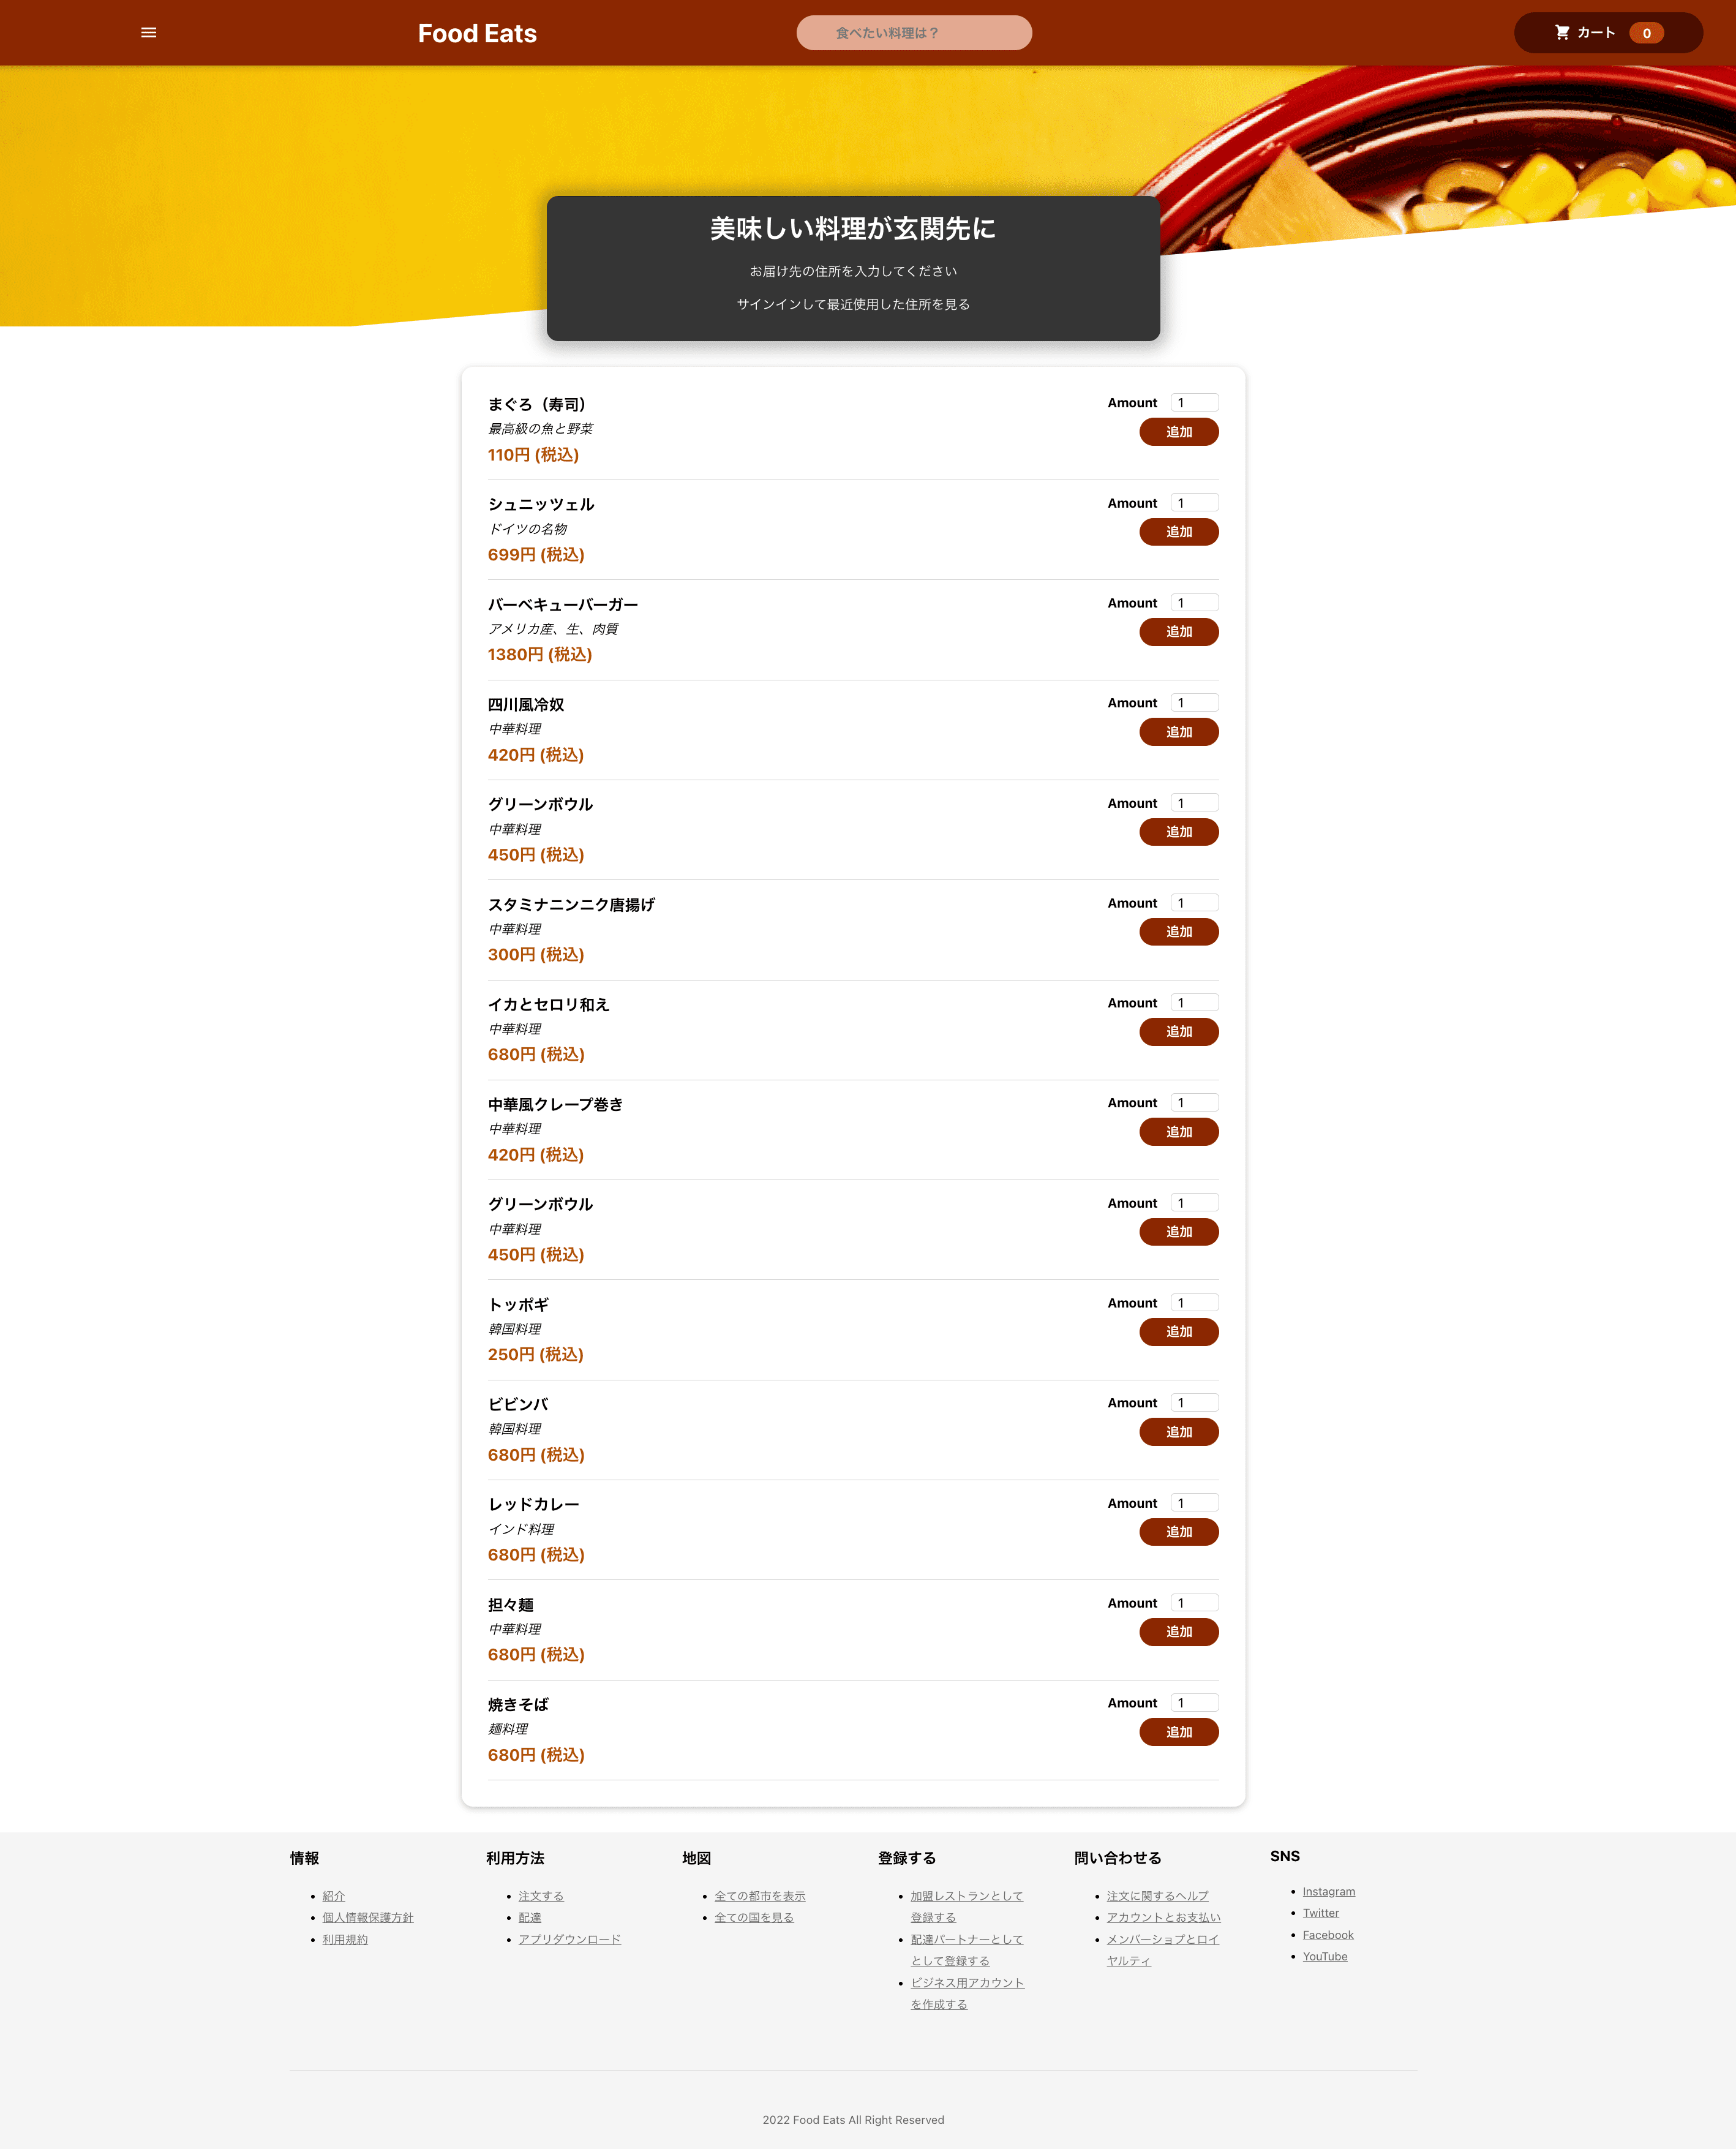 Food Eats
食べたい料理は？
カート 0
美味しい料理が玄関先に
お届け先の住所を入力してください
サインインして最近使用した住所を見る
まぐろ（寿司）
最高級の魚と野菜
110円 (税込)
Amount 1
追加
シュニッツェル
ドイツの名物
699円 (税込)
Amount 1
追加
バーベキューバーガー
アメリカ産、生、肉質
1380円 (税込)
Amount 1
追加
四川風冷奴
中華料理
420円 (税込)
Amount 1
追加
グリーンボウル
中華料理
450円 (税込)
Amount 1
追加
スタミナニンニク唐揚げ
中華料理
300円 (税込)
Amount 1
追加
イカとセロリ和え
中華料理
680円 (税込)
Amount 1
追加
中華風クレープ巻き
中華料理
420円 (税込)
Amount 1
追加
グリーンボウル
中華料理
450円 (税込)
Amount 1
追加
トッポギ
韓国料理
250円 (税込)
Amount 1
追加
ビビンバ
韓国料理
680円 (税込)
Amount 1
追加
レッドカレー
インド料理
680円 (税込)
Amount 1
追加
担々麺
中華料理
680円 (税込)
Amount 1
追加
焼きそば
麺料理
680円 (税込)
Amount 1
追加
情報
紹介
個人情報保護方針
利用規約
利用方法
注文する
配達
アプリダウンロード
地図
全ての都市を表示
全ての国を見る
登録する
加盟レストランとして
登録する
配達パートナーとして
として登録する
ビジネス用アカウント
を作成する
問い合わせる
注文に関するヘルプ
アカウントとお支払い
メンバーショプとロイ
ヤルティ
SNS
Instagram
Twitter
Facebook
YouTube
2022 Food Eats All Right Reserved